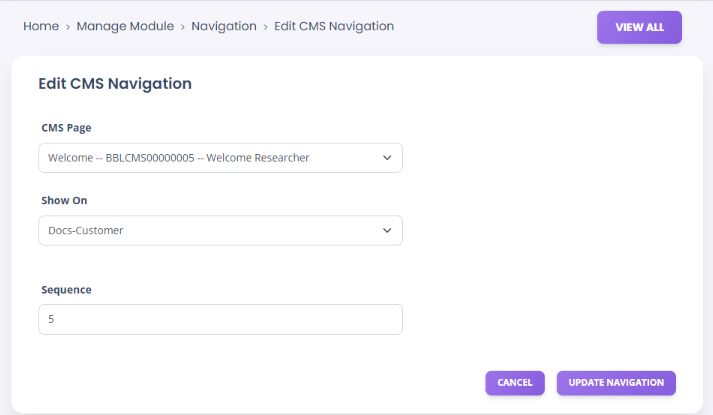 Home › Manage Module › Navigation › Edit CMS Navigation
VIEW ALL
Edit CMS Navigation
CMS Page
Welcome -- BBLCMS00000005 -- Welcome Researcher
Show On
Docs-Customer
Sequence
5
CANCEL
UPDATE NAVIGATION